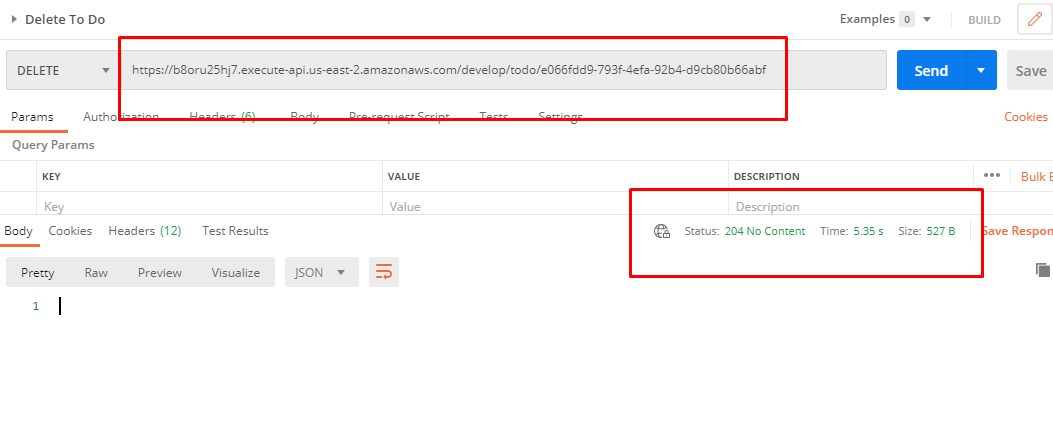 Delete To Do Examples 0 BUILD
DELETE https://b8oru25hj7.execute-api.us-east-2.amazonaws.com/develop/todo/e066fdd9-793f-4efa-92b4-d9cb80b66abf Send Save
Params Authorization Headers (6) Body Pre-request Script Tests Settings Cookies
Query Params
KEY VALUE DESCRIPTION ••• Bulk E
Key Value Description
Body Cookies Headers (12) Test Results Status: 204 No Content Time: 5.35 s Size: 527 B Save Respon
Pretty Raw Preview Visualize JSON
1